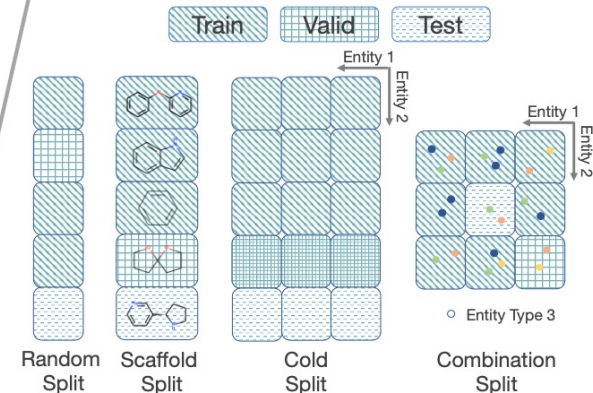 Train Valid Test
Entity 1
Entity 2
Entity 1
Entity 2
Entity Type 3
Random Split
Scaffold Split
Cold Split
Combination Split